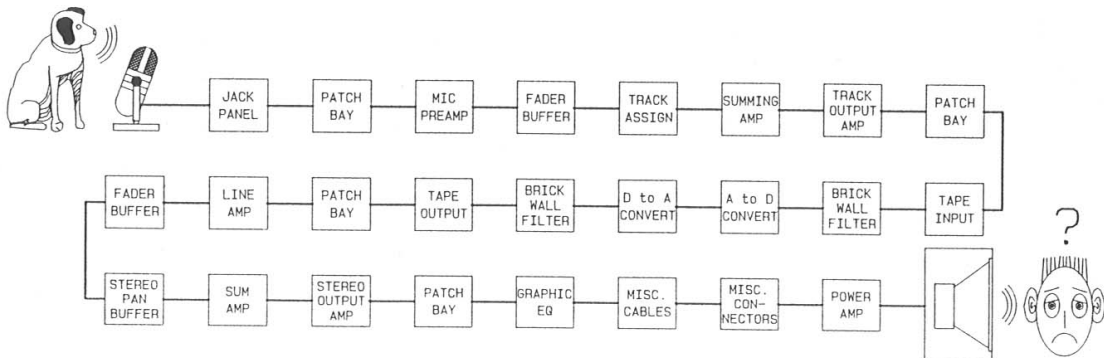 JACK
PANEL
PATCH
BAY
MIC
PREAMP
FADER
BUFFER
TRACK
ASSIGN
SUMMING
AMP
TRACK
OUTPUT
AMP
PATCH
BAY
FADER
BUFFER
LINE
AMP
PATCH
BAY
TAPE
OUTPUT
BRICK
WALL
FILTER
D to A
CONVERT
A to D
CONVERT
BRICK
WALL
FILTER
TAPE
INPUT
?
STEREO
PAN
BUFFER
SUM
AMP
STEREO
OUTPUT
AMP
PATCH
BAY
GRAPHIC
EQ
MISC.
CABLES
MISC.
CON-
NECTORS
POWER
AMP